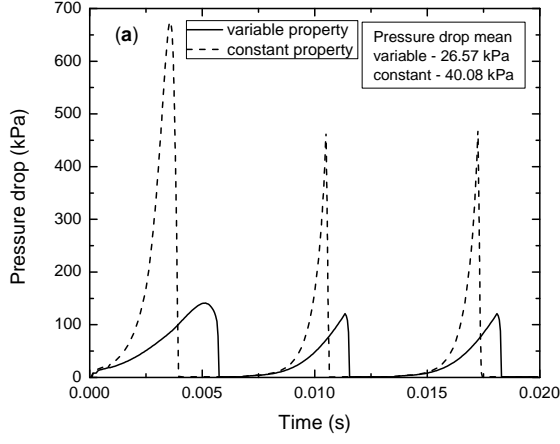 (a)
variable property
constant property
Pressure drop mean
variable - 26.57 kPa
constant - 40.08 kPa
Pressure drop (kPa)
700
600
500
400
300
200
100
0
0.000 0.005 0.010 0.015 0.020
Time (s)